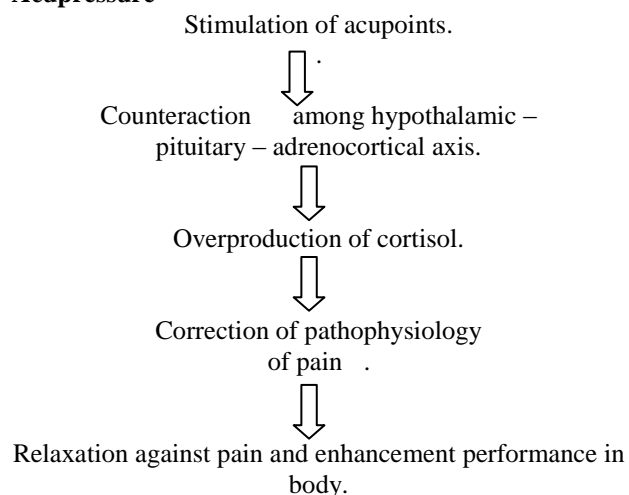 Acupressure
Stimulation of acupoints.
.
Counteraction among hypothalamic –
pituitary – adrenocortical axis.
Overproduction of cortisol.
Correction of pathophysiology
of pain .
Relaxation against pain and enhancement performance in
body.